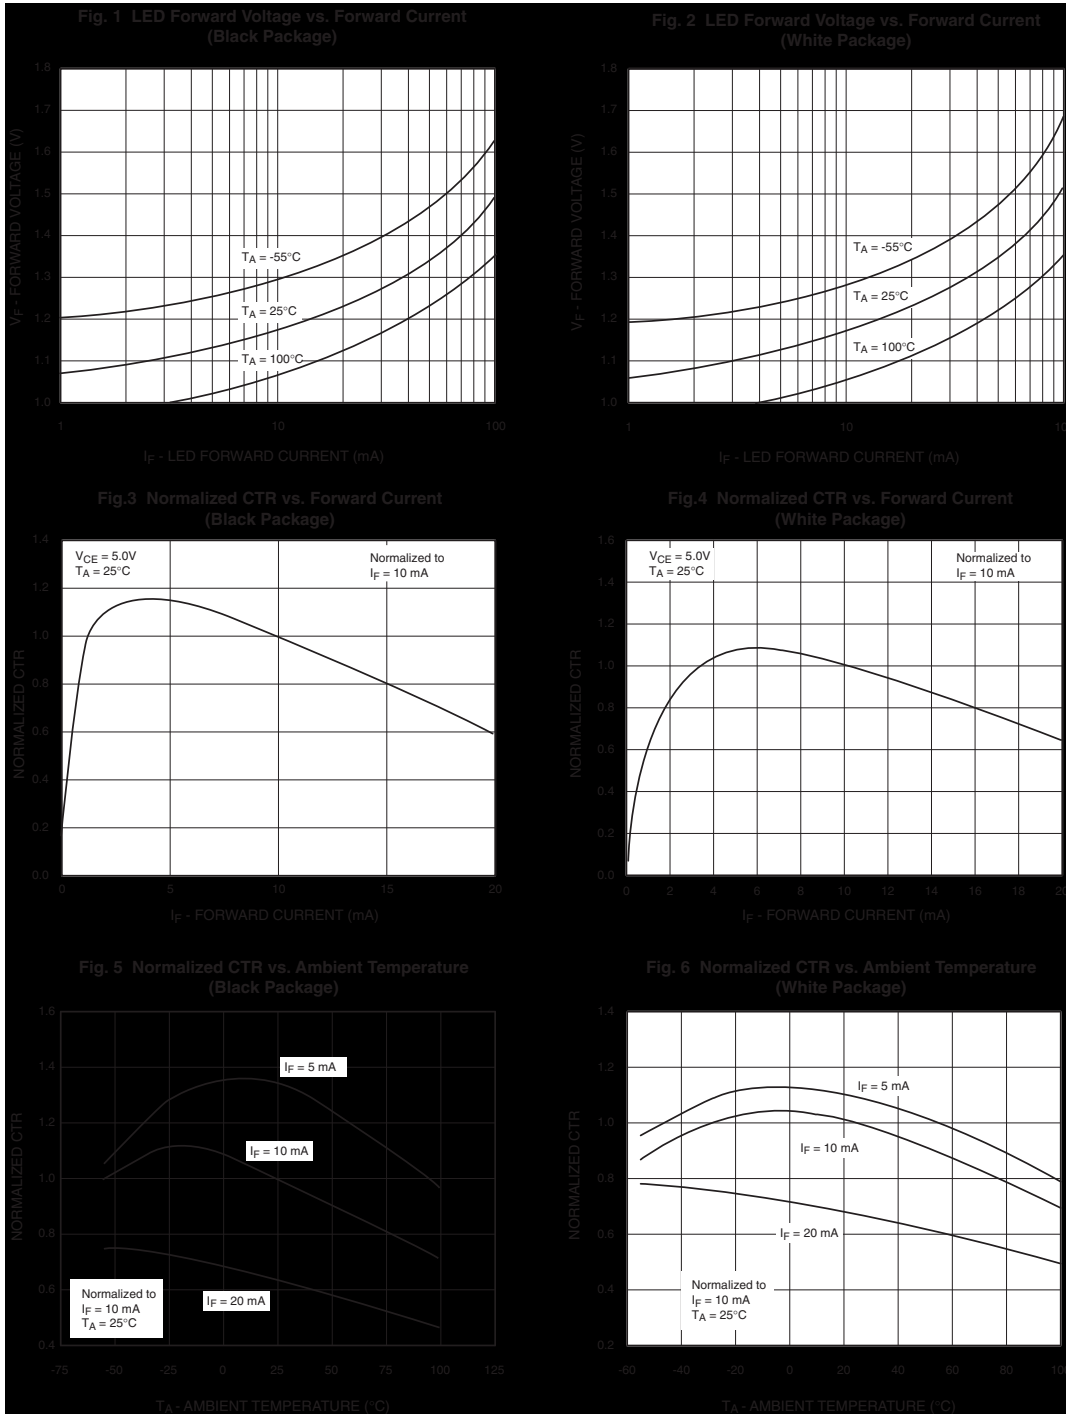 Fig. 1 LED Forward Voltage vs. Forward Current
(Black Package)
1.8
1.7
1.6
1.5
1.4
1.3
1.2
1.1
1.0
VF - FORWARD VOLTAGE (V)
TA = -55°C
TA = 25°C
TA = 100°C
1
10
100
IF - LED FORWARD CURRENT (mA)
Fig. 2 LED Forward Voltage vs. Forward Current
(White Package)
1.8
1.7
1.6
1.5
1.4
1.3
1.2
1.1
1.0
VF - FORWARD VOLTAGE (V)
TA = -55°C
TA = 25°C
TA = 100°C
1
10
IF - LED FORWARD CURRENT (mA)
Fig.3 Normalized CTR vs. Forward Current
(Black Package)
1.4
1.2
1.0
0.8
0.6
0.4
0.2
0.0
NORMALIZED CTR
VCE = 5.0V
TA = 25°C
Normalized to
IF = 10 mA
0
5
10
15
20
IF - FORWARD CURRENT (mA)
Fig.4 Normalized CTR vs. Forward Current
(White Package)
1.6
1.4
1.2
1.0
0.8
0.6
0.4
0.2
0.0
NORMALIZED CTR
VCE = 5.0V
TA = 25°C
Normalized to
IF = 10 mA
0
2
4
6
8
10
12
14
16
18
20
IF - FORWARD CURRENT (mA)
Fig. 5 Normalized CTR vs. Ambient Temperature
(Black Package)
1.6
1.4
1.2
1.0
0.8
0.6
0.4
NORMALIZED CTR
IF = 5 mA
IF = 10 mA
IF = 20 mA
Normalized to
IF = 10 mA
TA = 25°C
-75
-50
-25
0
25
50
75
100
125
TA - AMBIENT TEMPERATURE (°C)
Fig. 6 Normalized CTR vs. Ambient Temperature
(White Package)
1.4
1.2
1.0
0.8
0.6
0.4
0.2
NORMALIZED CTR
IF = 5 mA
IF = 10 mA
IF = 20 mA
Normalized to
IF = 10 mA
TA = 25°C
-60
-40
-20
0
20
40
60
80
100
TA - AMBIENT TEMPERATURE (°C)